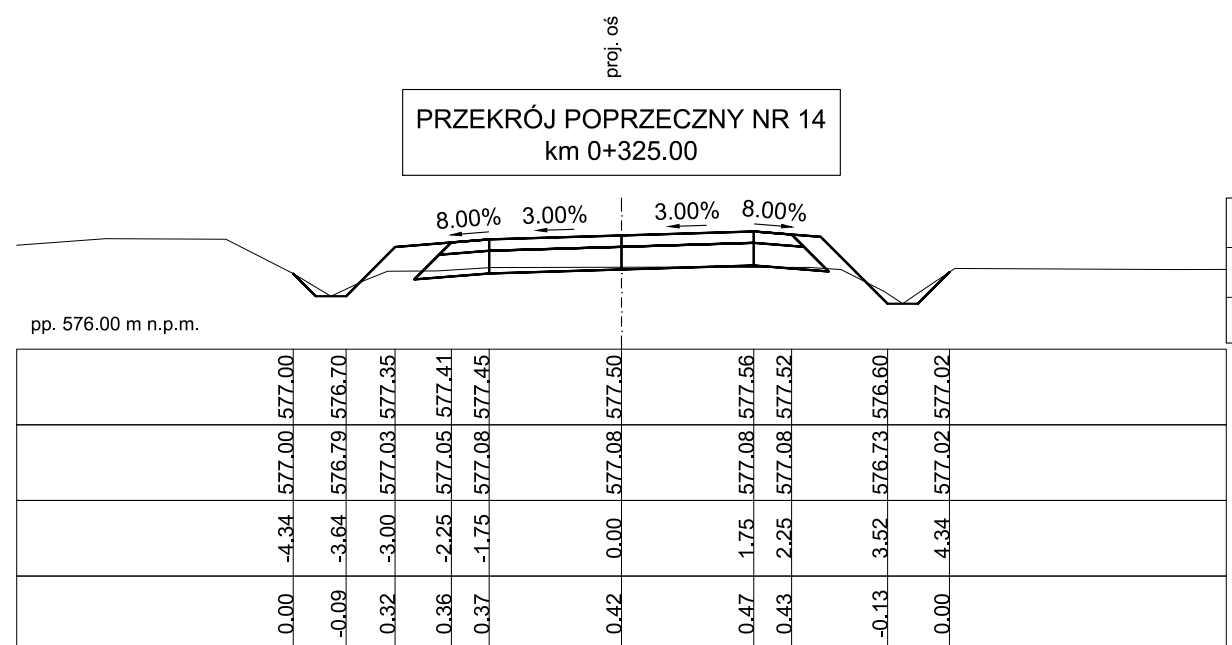 proj. oś
PRZEKRÓJ POPRZECZNY NR 14
km 0+325.00
8.00% 3.00% 3.00% 8.00%
pp. 576.00 m n.p.m.
577.00 576.70 577.35 577.41 577.45 577.50 577.56 577.52 576.60 577.02
577.00 576.79 577.03 577.05 577.08 577.08 577.08 577.08 576.73 577.02
-4.34 -3.64 -3.00 -2.25 -1.75 0.00 1.75 2.25 3.52 4.34
0.00 -0.09 0.32 0.36 0.37 0.42 0.47 0.43 -0.13 0.00